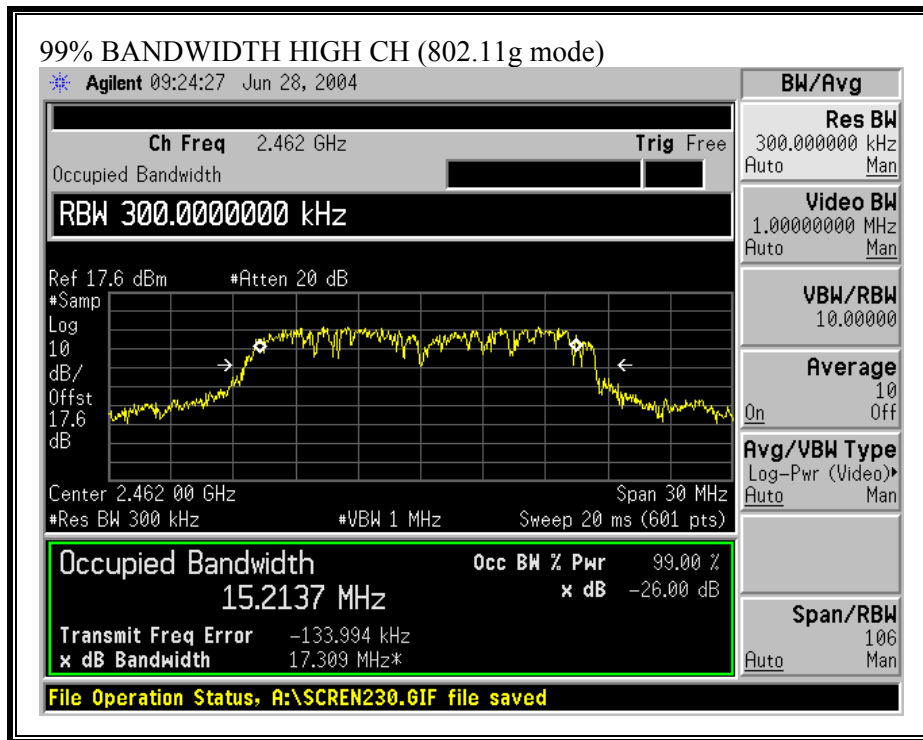 99% BANDWIDTH HIGH CH (802.11g mode)
Agilent 09:24:27 Jun 28, 2004
BW/Avg
Ch Freq 2.462 GHz Trig Free
Occupied Bandwidth
RBW 300.0000000 kHz
Ref 17.6 dBm #Atten 20 dB
#Samp
Log
10
dB/
Offst
17.6
dB
Center 2.462 00 GHz Span 30 MHz
#Res BW 300 kHz #VBW 1 MHz Sweep 20 ms (601 pts)
Occupied Bandwidth
15.2137 MHz
Occ BW % Pwr 99.00 %
x dB -26.00 dB
Transmit Freq Error -133.994 kHz
x dB Bandwidth 17.309 MHz*
File Operation Status, A:\SCREN230.GIF file saved
Res BW
300.000000 kHz
Auto Man
Video BW
1.00000000 MHz
Auto Man
VBW/RBW
10.00000
Average
10
On Off
Avg/VBW Type
Log-Pwr (Video)▸
Auto Man
Span/RBW
106
Auto Man